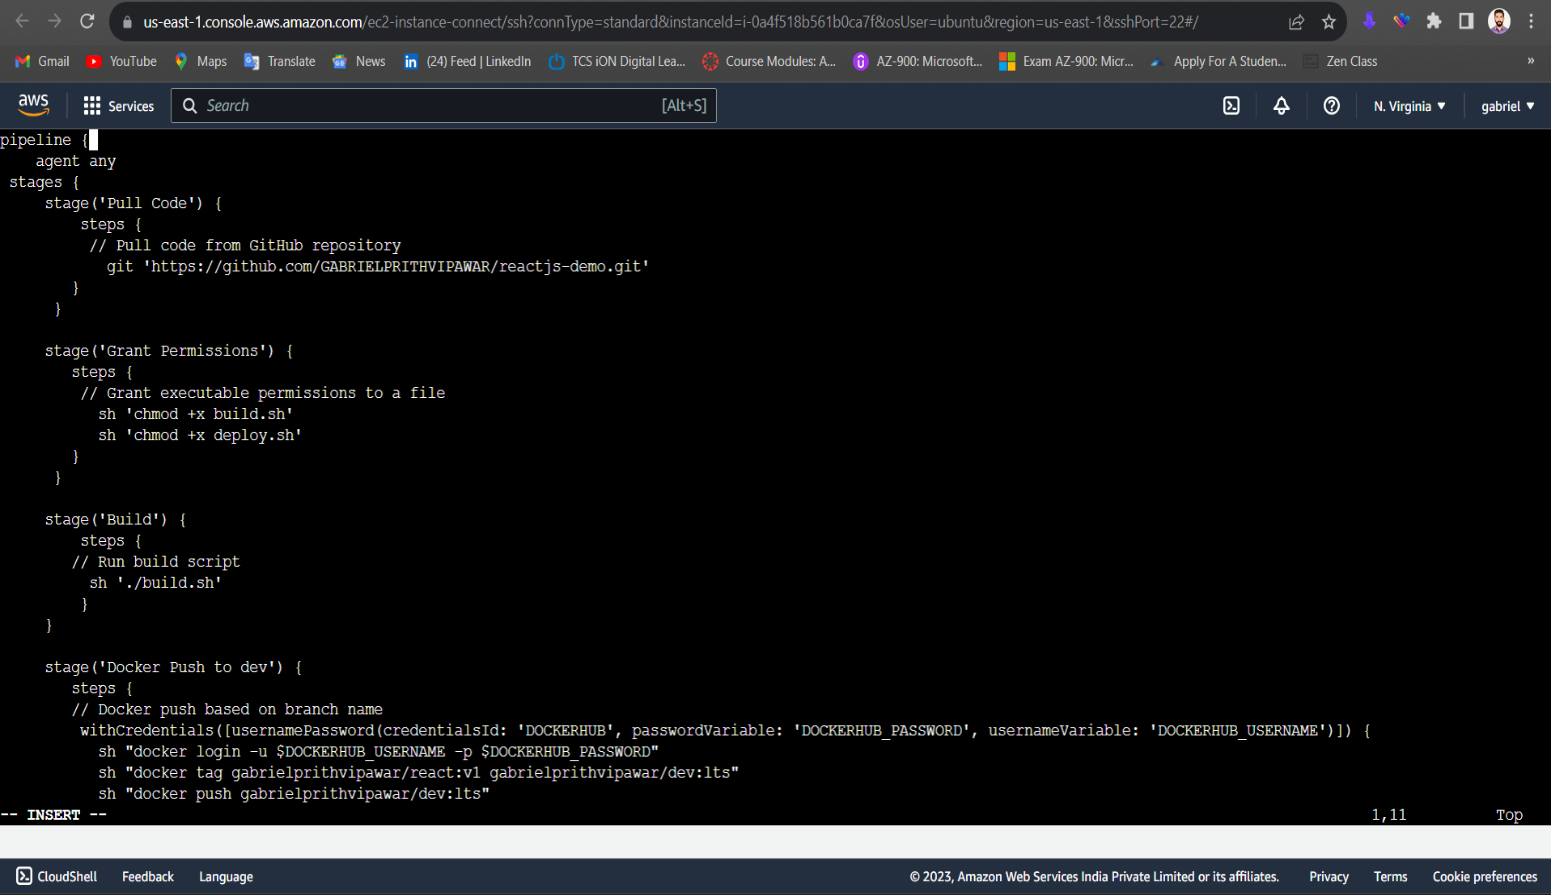 us-east-1.console.aws.amazon.com/ec2-instance-connect/ssh?connType=standard&instanceId=i-0a4f518b561b0ca7f&osUser=ubuntu&region=us-east-1&sshPort=22#/
Gmail YouTube Maps Translate News (24) Feed | LinkedIn TCS iON Digital Lea... Course Modules: A... AZ-900: Microsoft... Exam AZ-900: Micr... Apply For A Studen... Zen Class »
aws Services Search [Alt+S] N. Virginia ▼ gabriel ▼
pipeline {
    agent any
 stages {
     stage('Pull Code') {
         steps {
          // Pull code from GitHub repository
            git 'https://github.com/GABRIELPRITHVIPAWAR/reactjs-demo.git'
        }
      }
     stage('Grant Permissions') {
        steps {
         // Grant executable permissions to a file
           sh 'chmod +x build.sh'
           sh 'chmod +x deploy.sh'
        }
      }
     stage('Build') {
         steps {
        // Run build script
          sh './build.sh'
         }
     }
     stage('Docker Push to dev') {
        steps {
        // Docker push based on branch name
         withCredentials([usernamePassword(credentialsId: 'DOCKERHUB', passwordVariable: 'DOCKERHUB_PASSWORD', usernameVariable: 'DOCKERHUB_USERNAME')]) {
           sh "docker login -u $DOCKERHUB_USERNAME -p $DOCKERHUB_PASSWORD"
           sh "docker tag gabrielprithvipawar/react:v1 gabrielprithvipawar/dev:lts"
           sh "docker push gabrielprithvipawar/dev:lts"
-- INSERT -- 1,11 Top
CloudShell Feedback Language © 2023, Amazon Web Services India Private Limited or its affiliates. Privacy Terms Cookie preferences